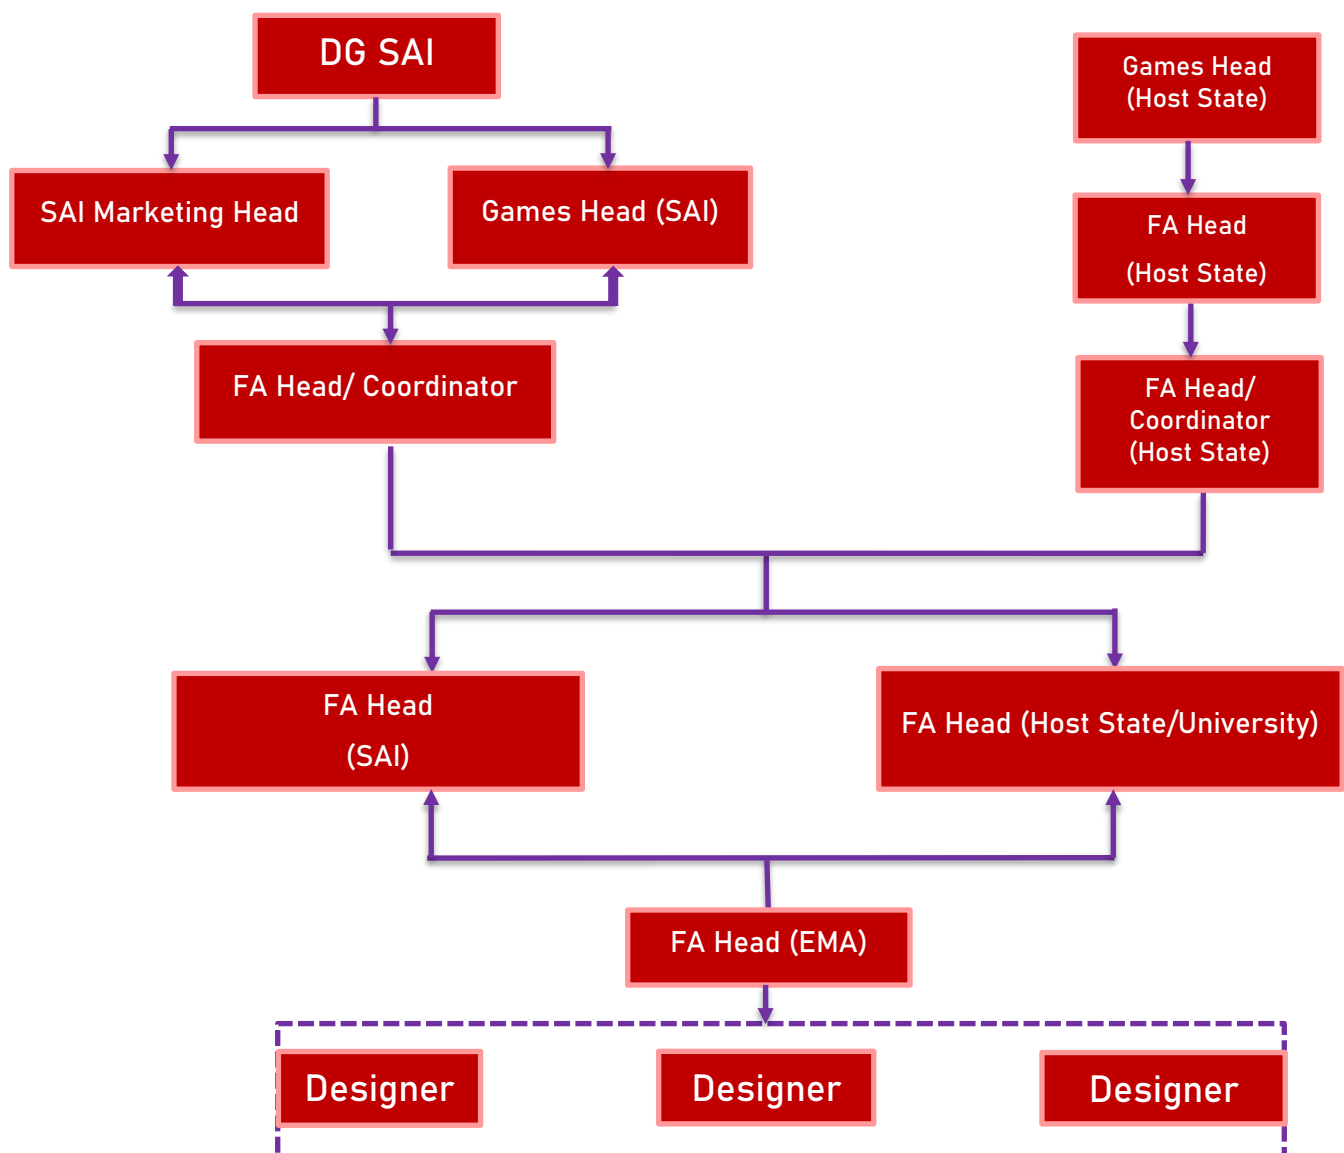 DG SAI
Games Head
(Host State)
SAI Marketing Head
Games Head (SAI)
FA Head
(Host State)
FA Head/ Coordinator
FA Head/
Coordinator
(Host State)
FA Head
(SAI)
FA Head (Host State/University)
FA Head (EMA)
Designer
Designer
Designer